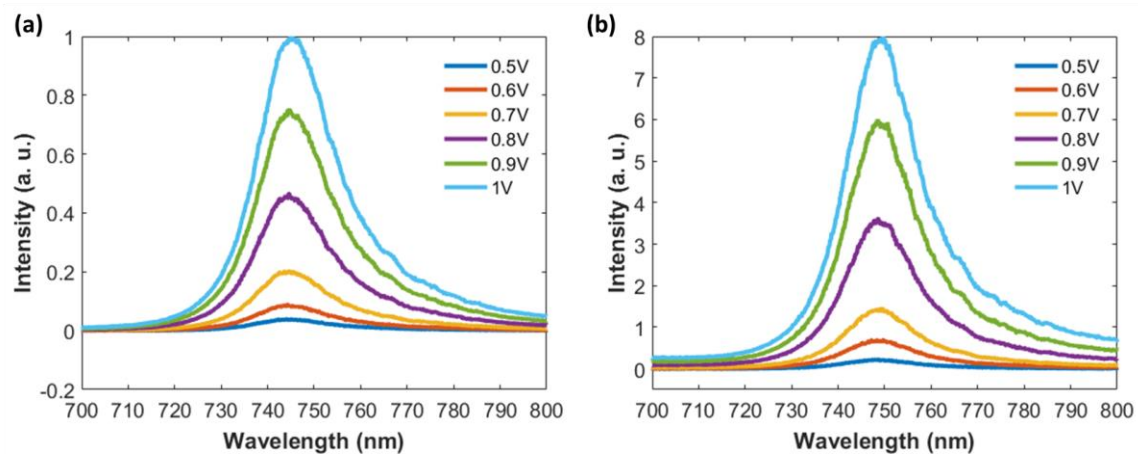 (a)
Intensity (a. u.)
1
0.8
0.6
0.4
0.2
0
-0.2
700 710 720 730 740 750 760 770 780 790 800
Wavelength (nm)
0.5V
0.6V
0.7V
0.8V
0.9V
1V
(b)
Intensity (a. u.)
8
7
6
5
4
3
2
1
0
700 710 720 730 740 750 760 770 780 790 800
Wavelength (nm)
0.5V
0.6V
0.7V
0.8V
0.9V
1V